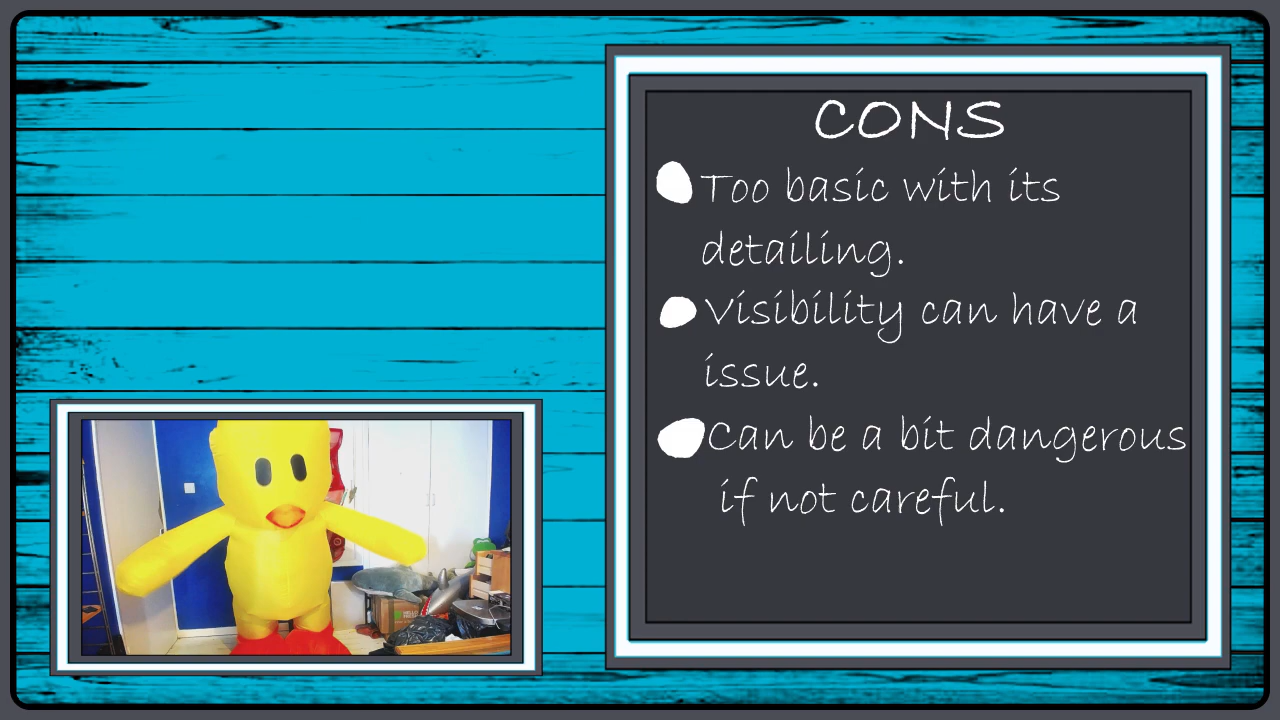 CONS
Too basic with its
detailing.
Visibility can have a
issue.
Can be a bit dangerous
if not careful.